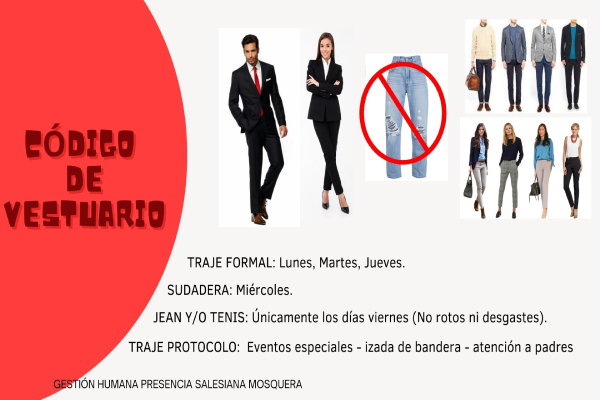 CÓDIGO
DE
VESTUARIO
TRAJE FORMAL: Lunes, Martes, Jueves.
SUDADERA: Miércoles.
JEAN Y/O TENIS: Únicamente los días viernes (No rotos ni desgastes).
TRAJE PROTOCOLO: Eventos especiales - izada de bandera - atención a padres
GESTIÓN HUMANA PRESENCIA SALESIANA MOSQUERA